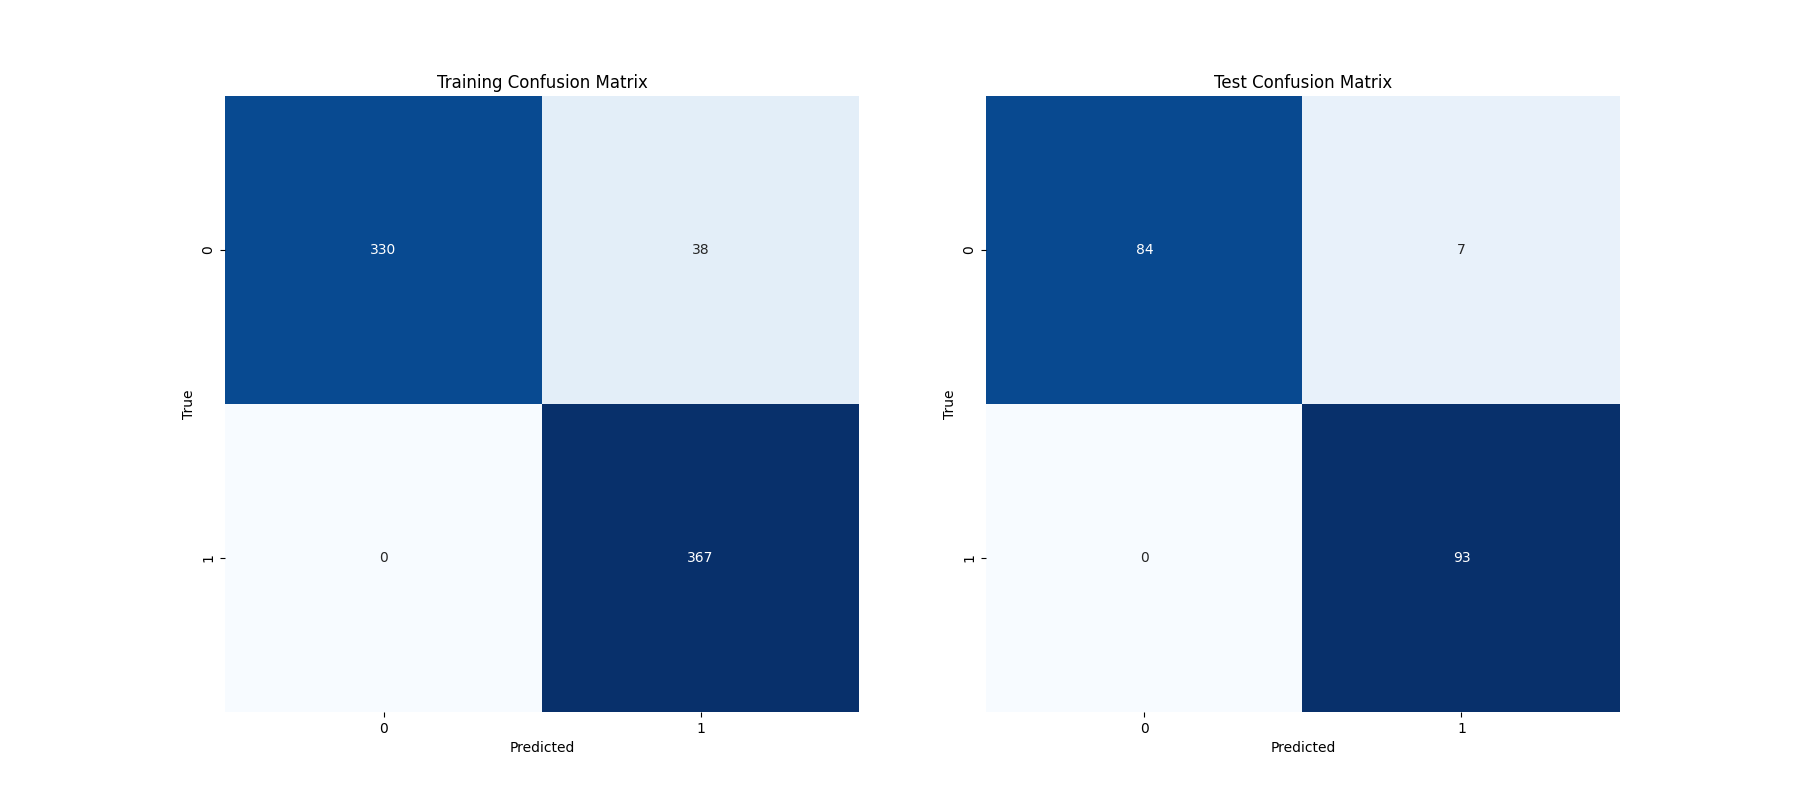 Training Confusion Matrix
0
330
38
True
1
0
367
0
1
Predicted
Test Confusion Matrix
0
84
7
True
1
0
93
0
1
Predicted